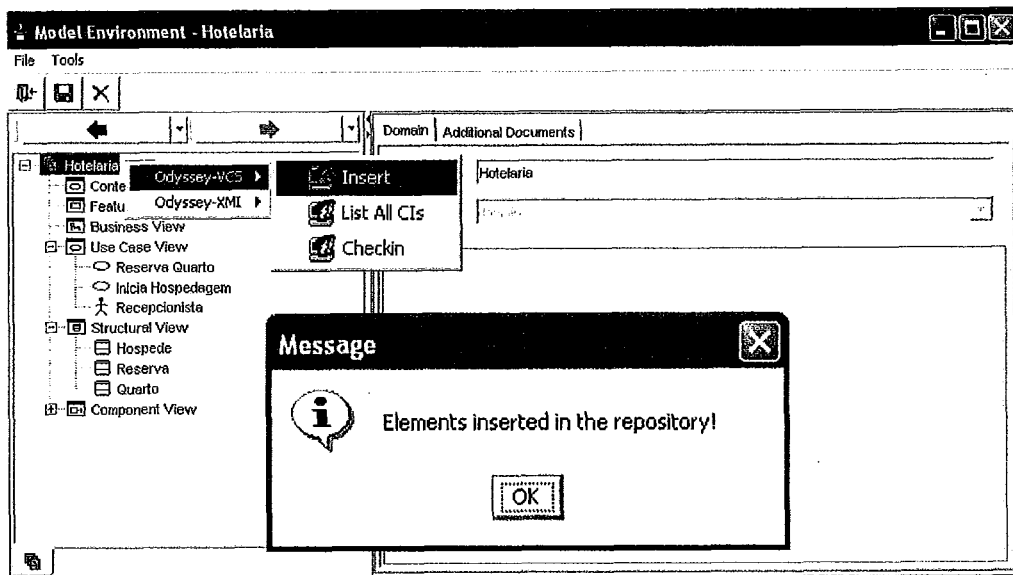 Model Environment - Hotelaria
File Tools
Domain Additional Documents
Hotelaria
Odyssey-VCS
Insert
Hotelaria
Conte
Featu
Odyssey-XMI
List All CIs
Business View
Checkin
Use Case View
Reserva Quarto
Inicia Hospedagem
Recepcionista
Structural View
Hospede
Reserva
Quarto
Component View
Message
Elements inserted in the repository!
OK